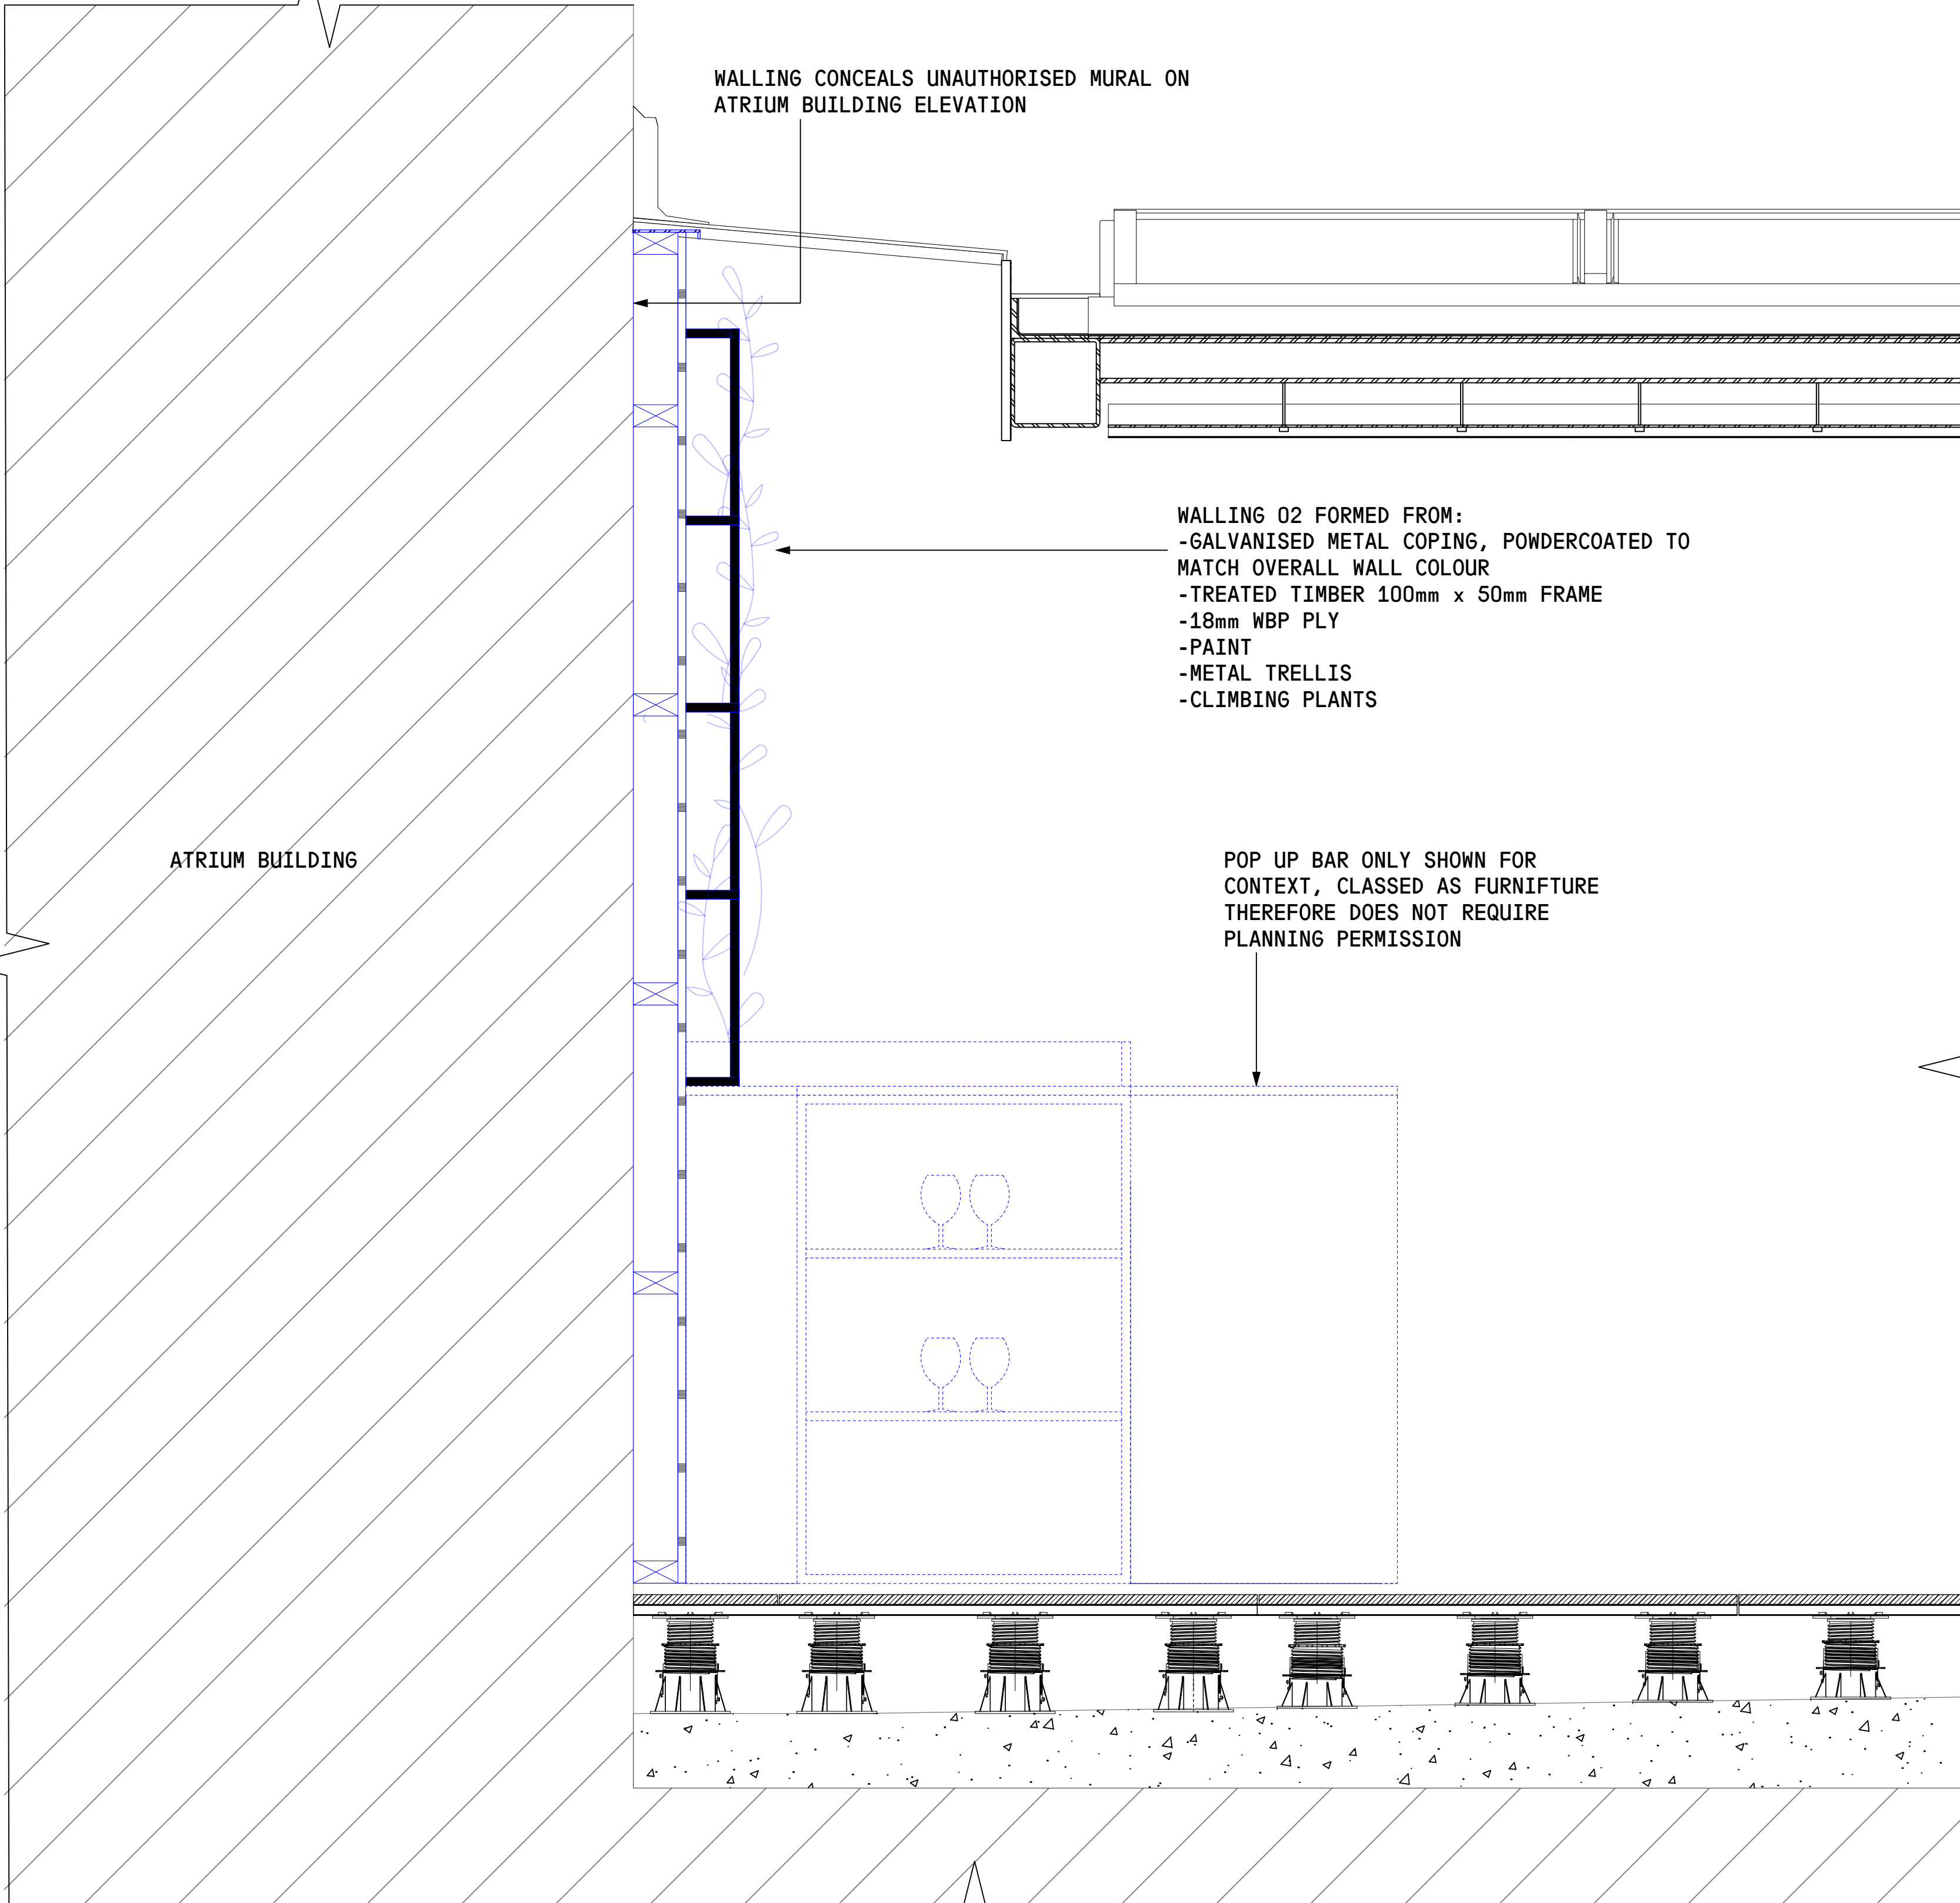 WALLING CONCEALS UNAUTHORISED MURAL ON
ATRIUM BUILDING ELEVATION
WALLING 02 FORMED FROM:
-GALVANISED METAL COPING, POWDERCOATED TO
MATCH OVERALL WALL COLOUR
-TREATED TIMBER 100mm x 50mm FRAME
-18mm WBP PLY
-PAINT
-METAL TRELLIS
-CLIMBING PLANTS
ATRIUM BUILDING
POP UP BAR ONLY SHOWN FOR
CONTEXT, CLASSED AS FURNIFTURE
THEREFORE DOES NOT REQUIRE
PLANNING PERMISSION